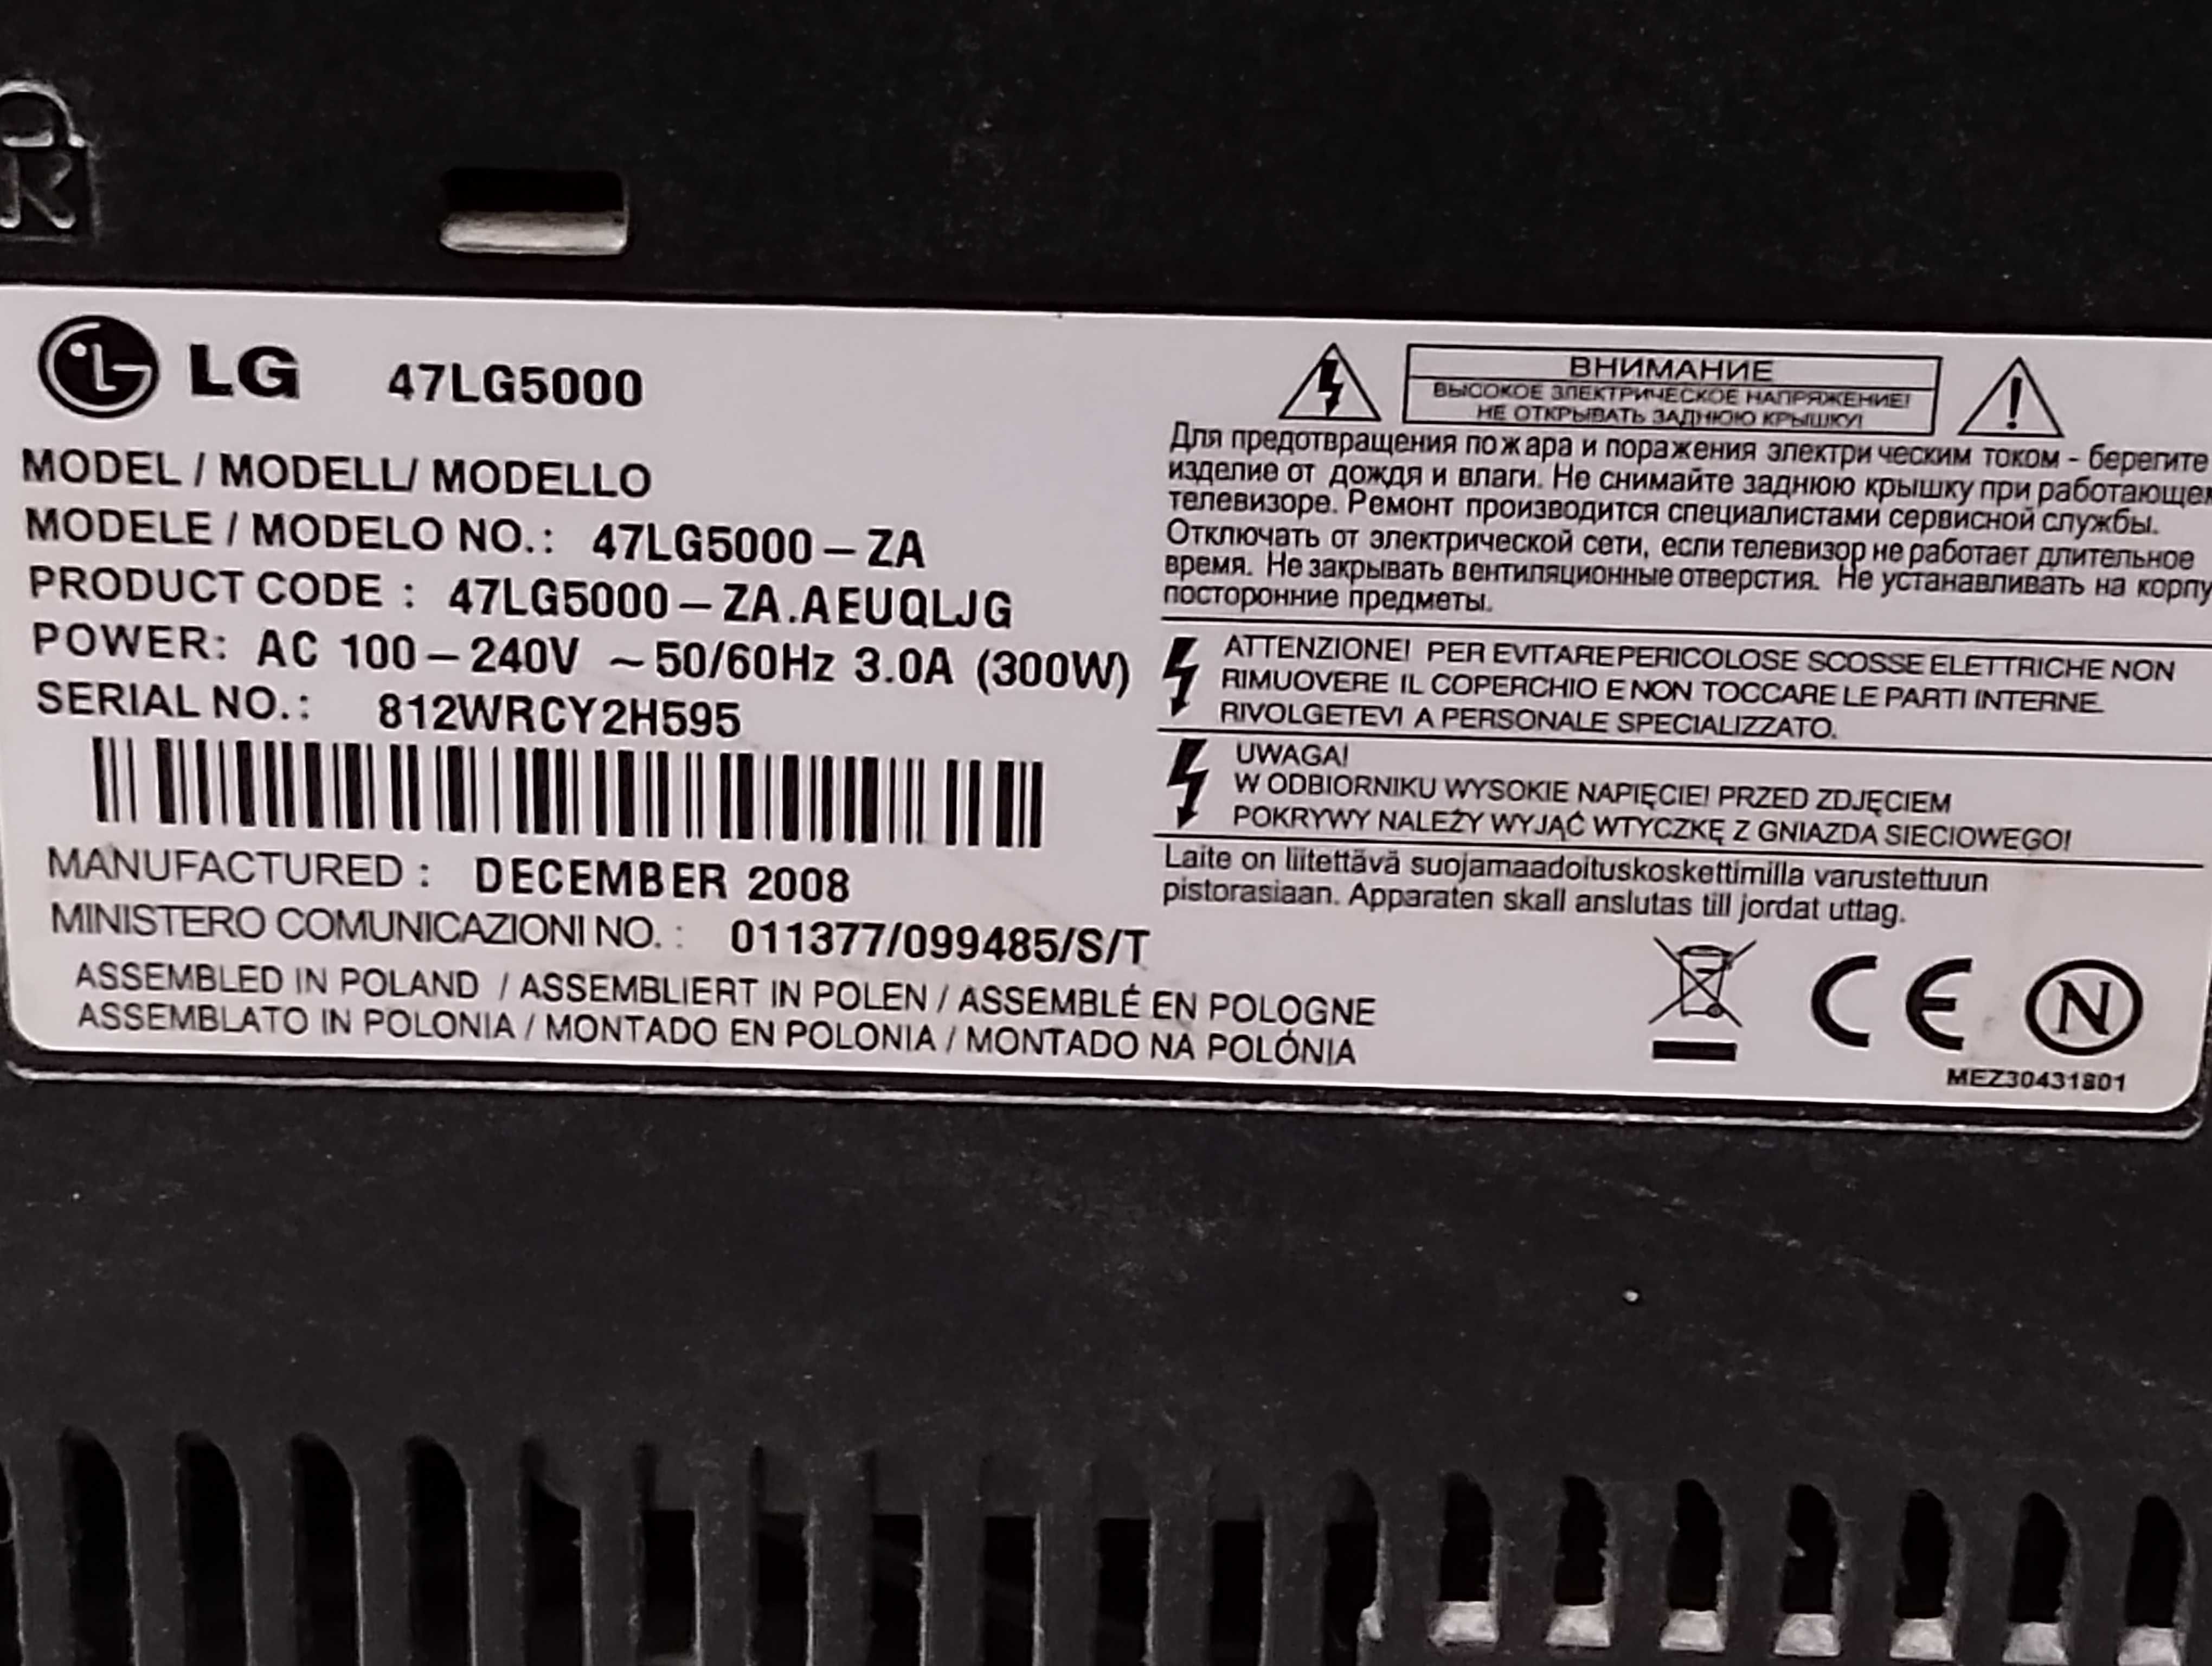 K
LG 47LG5000
MODEL / MODELL/ MODELLO
MODELE / MODELO NO.: 47LG5000–ZA
PRODUCT CODE : 47LG5000–ZA.AEUQLJG
POWER: AC 100–240V ~50/60Hz 3.0A (300W)
SERIAL NO.: 812WRCY2H595
MANUFACTURED : DECEMBER 2008
MINISTERO COMUNICAZIONI NO. : 011377/099485/S/T
ASSEMBLED IN POLAND / ASSEMBLIERT IN POLEN / ASSEMBLÉ EN POLOGNE
ASSEMBLATO IN POLONIA / MONTADO EN POLONIA / MONTADO NA POLÓNIA
ВНИМАНИЕ
ВЫСОКОЕ ЭЛЕКТРИЧЕСКОЕ НАПРЯЖЕНИЕ!
НЕ ОТКРЫВАТЬ ЗАДНЮЮ КРЫШКУ!
Для предотвращения пожара и поражения электрическим током - берегите
изделие от дождя и влаги. Не снимайте заднюю крышку при работающем
телевизоре. Ремонт производится специалистами сервисной службы.
Отключать от электрической сети, если телевизор не работает длительное
время. Не закрывать вентиляционные отверстия. Не устанавливать на корпу
посторонние предметы.
ATTENZIONE! PER EVITARE PERICOLOSE SCOSSE ELETTRICHE NON
RIMUOVERE IL COPERCHIO E NON TOCCARE LE PARTI INTERNE.
RIVOLGETEVI A PERSONALE SPECIALIZZATO.
UWAGA!
W ODBIORNIKU WYSOKIE NAPIĘCIE! PRZED ZDJĘCIEM
POKRYWY NALEŻY WYJĄĆ WTYCZKĘ Z GNIAZDA SIECIOWEGO!
Laite on liitettävä suojamaadoituskoskettimilla varustettuun
pistorasiaan. Apparaten skall anslutas till jordat uttag.
CE N
MEZ30431801